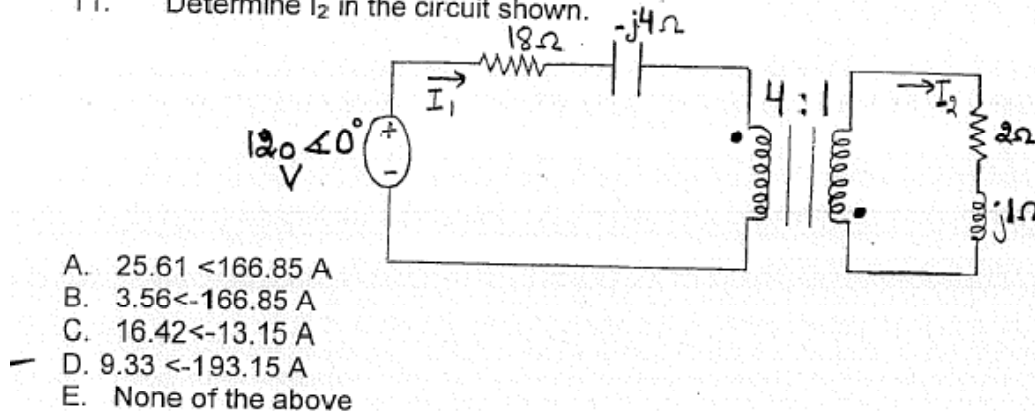 11. Determine I₂ in the circuit shown.
18Ω
-j4Ω
I₁
4:1
I₂
120∡0°
V
+
-
2Ω
j1Ω
A. 25.61 <166.85 A
B. 3.56<-166.85 A
C. 16.42<-13.15 A
D. 9.33 <-193.15 A
E. None of the above